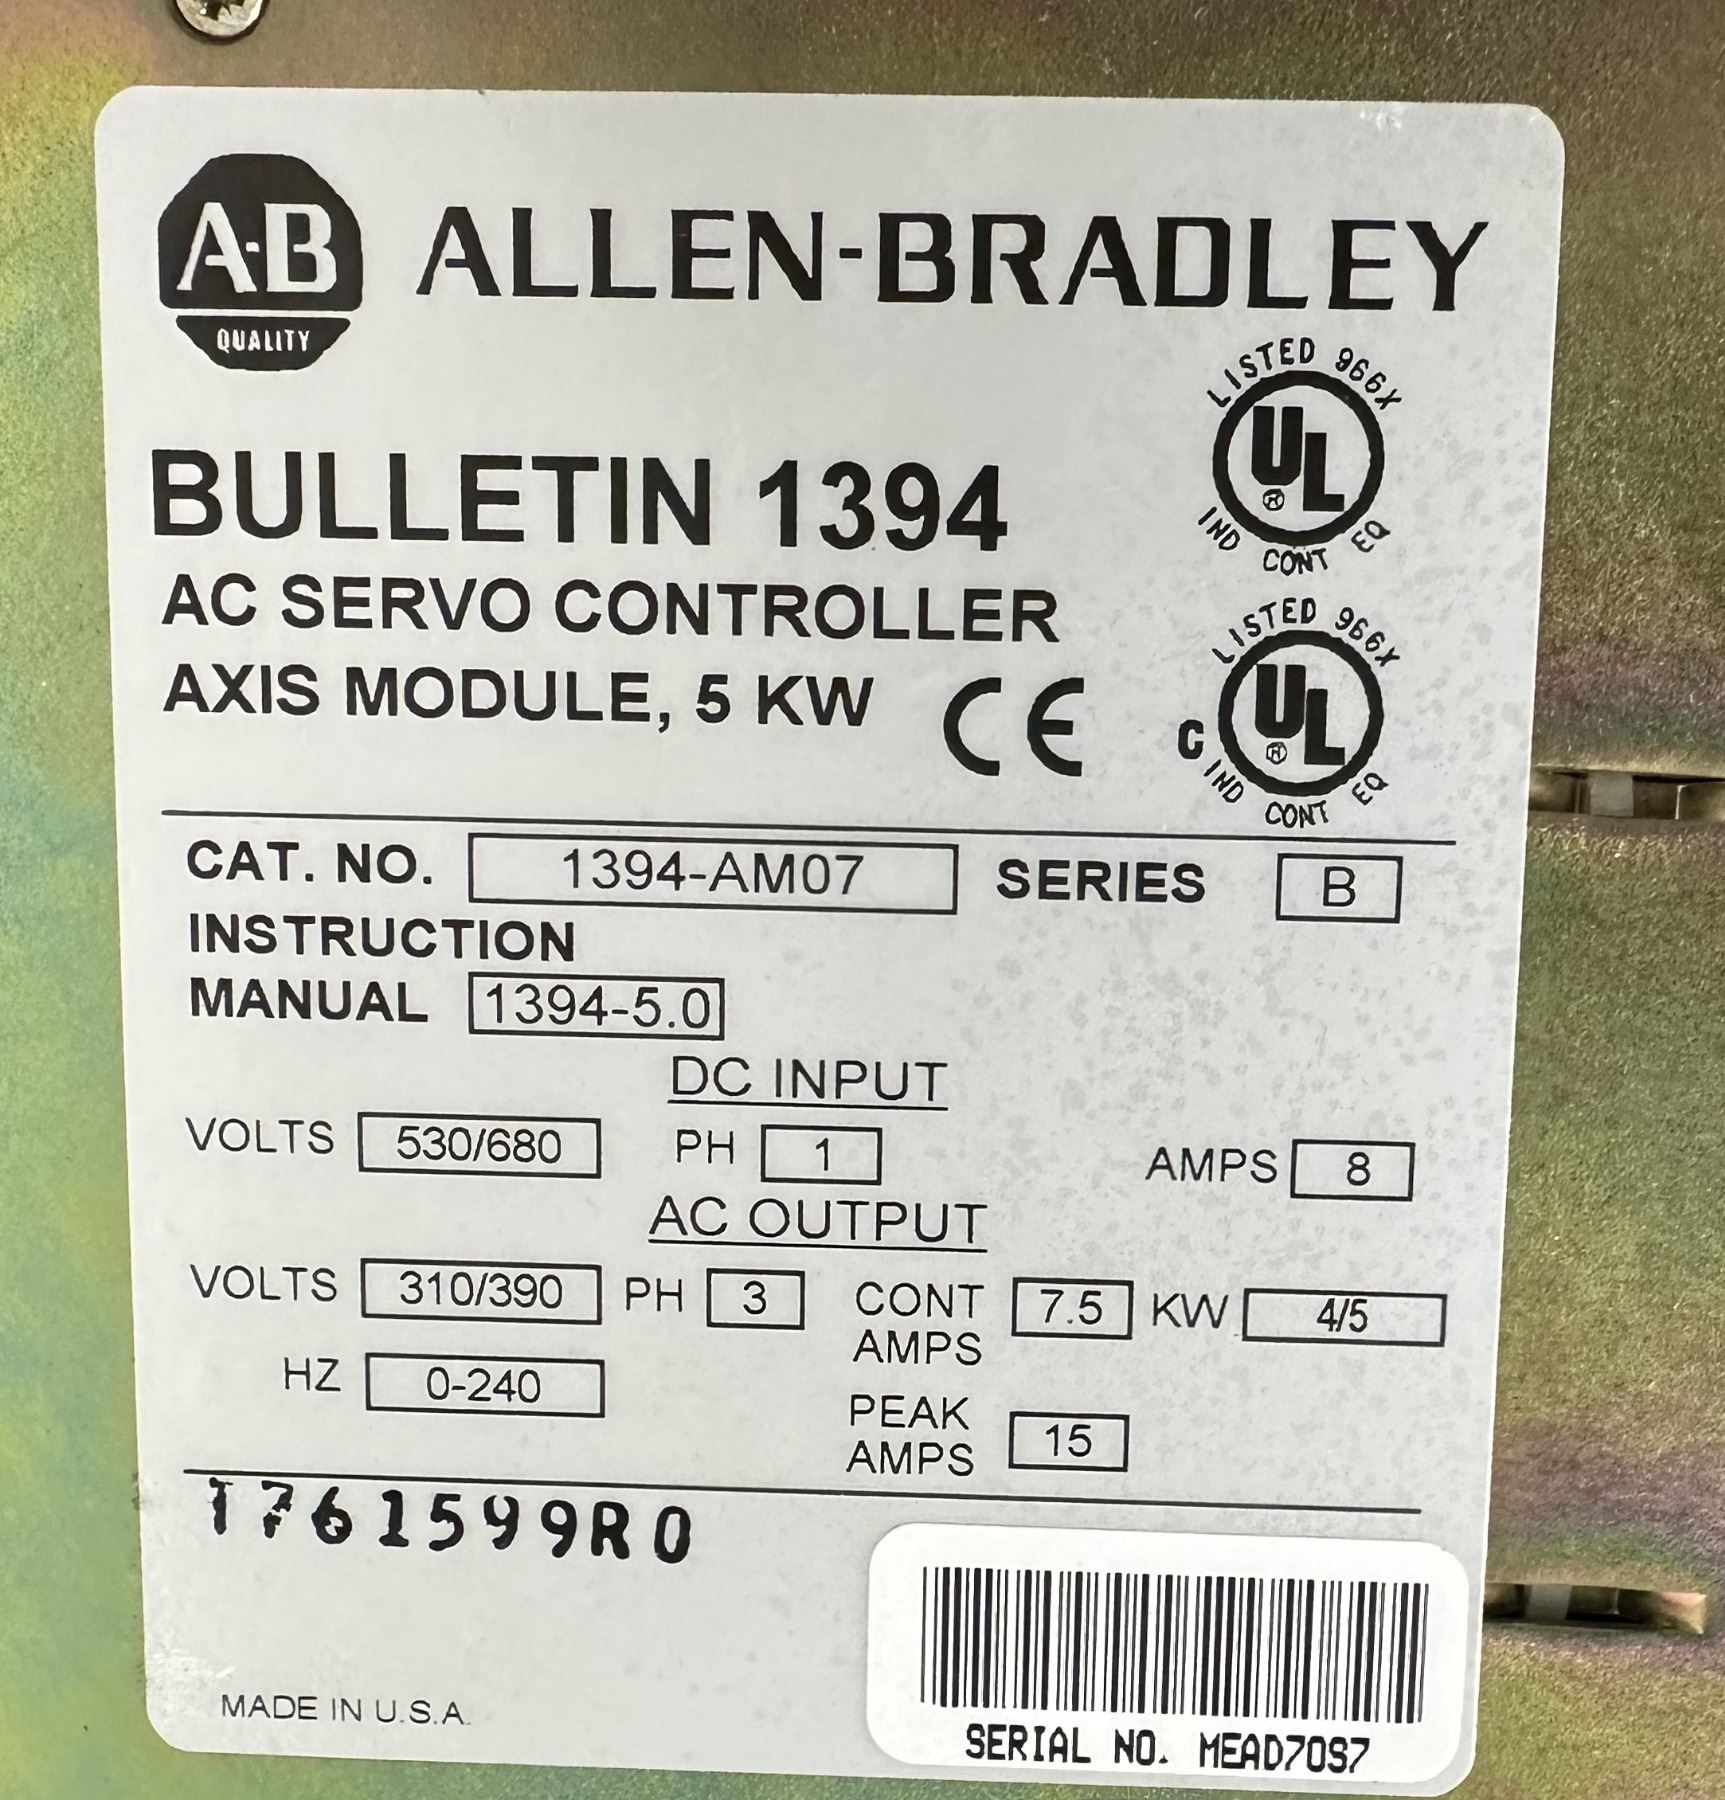 A-B
QUALITY
ALLEN-BRADLEY
LISTED 966X
UL
IND CONT EQ
BULLETIN 1394
AC SERVO CONTROLLER
AXIS MODULE, 5 KW CE
LISTED 966X
C UL
IND CONT EQ
CAT. NO. 1394-AM07 SERIES B
INSTRUCTION
MANUAL 1394-5.0
DC INPUT
VOLTS 530/680 PH 1 AMPS 8
AC OUTPUT
VOLTS 310/390 PH 3 CONT AMPS 7.5 KW 4/5
HZ 0-240
PEAK AMPS 15
1761599R0
MADE IN U.S.A.
SERIAL NO. MEAD70S7